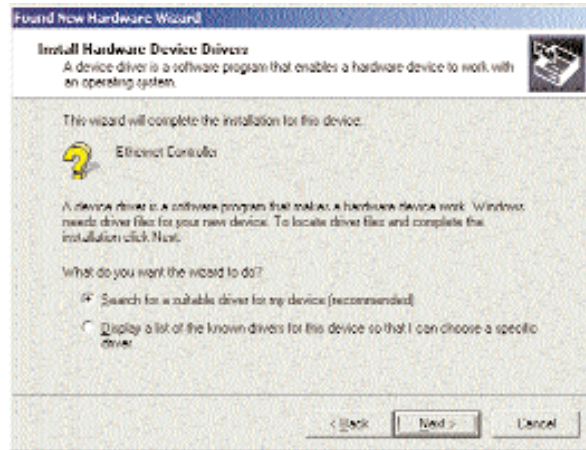 Found New Hardware Wizard
Install Hardware Device Drivers
A device driver is a software program that enables a hardware device to work with
an operating system.
This wizard will complete the installation for this device:
Ethernet Controller
A device driver is a software program that makes a hardware device work. Windows
needs driver files for your new device. To locate driver files and complete the
installation click Next.
What do you want the wizard to do?
Search for a suitable driver for my device (recommended)
Display a list of the known drivers for this device so that I can choose a specific
driver
< Back
Next >
Cancel